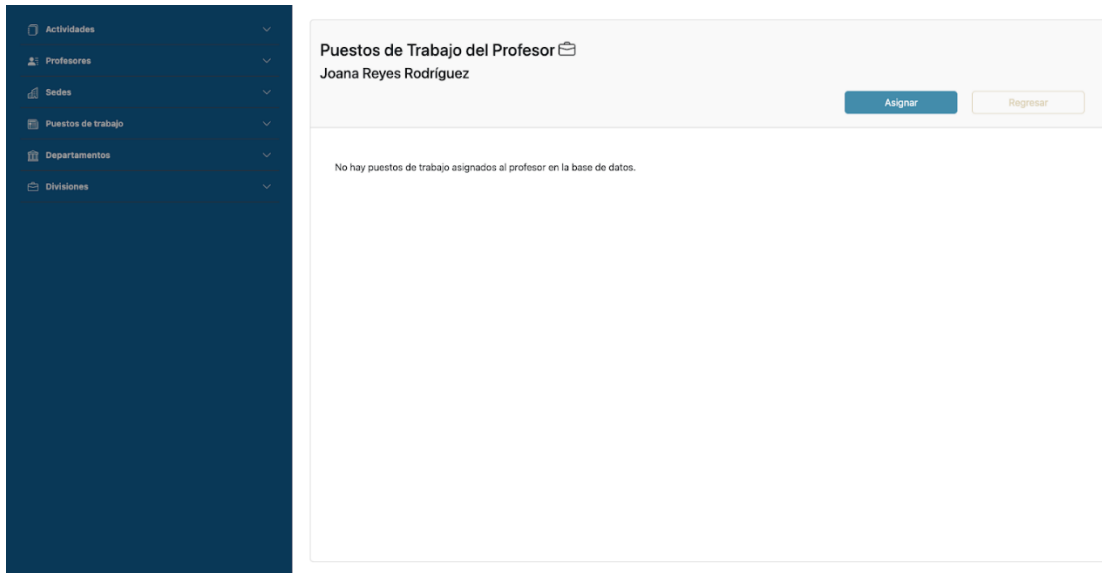 Actividades
Profesores
Sedes
Puestos de trabajo
Departamentos
Divisiones
Puestos de Trabajo del Profesor
Joana Reyes Rodríguez
Asignar
Regresar
No hay puestos de trabajo asignados al profesor en la base de datos.